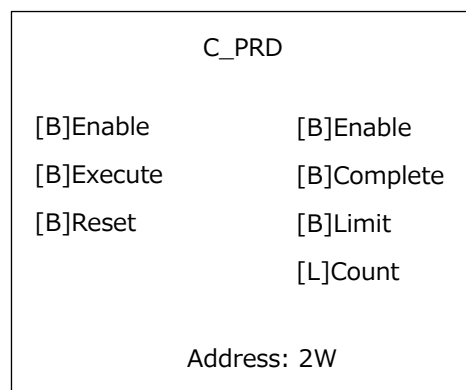 C_PRD
[B]Enable [B]Enable
[B]Execute [B]Complete
[B]Reset [B]Limit
[L]Count
Address: 2W